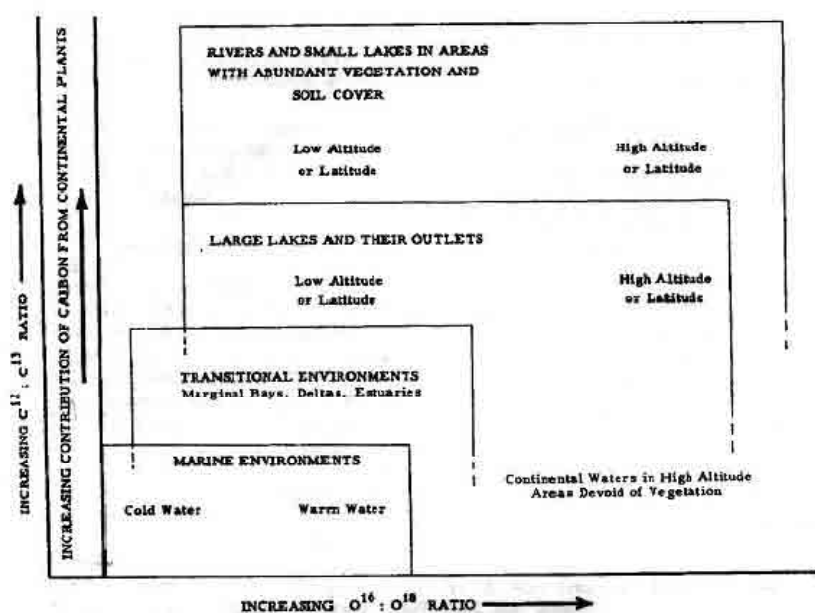 RIVERS AND SMALL LAKES IN AREAS
WITH ABUNDANT VEGETATION AND
SOIL COVER
Low Altitude
or Latitude
High Altitude
or Latitude
LARGE LAKES AND THEIR OUTLETS
Low Altitude
or Latitude
High Altitude
or Latitude
TRANSITIONAL ENVIRONMENTS
Marginal Bays, Deltas, Estuaries
MARINE ENVIRONMENTS
Cold Water
Warm Water
Continental Waters in High Altitude
Areas Devoid of Vegetation
INCREASING C¹² : C¹³ RATIO
INCREASING CONTRIBUTION OF CARBON FROM CONTINENTAL PLANTS
INCREASING O¹⁶ : O¹⁸ RATIO